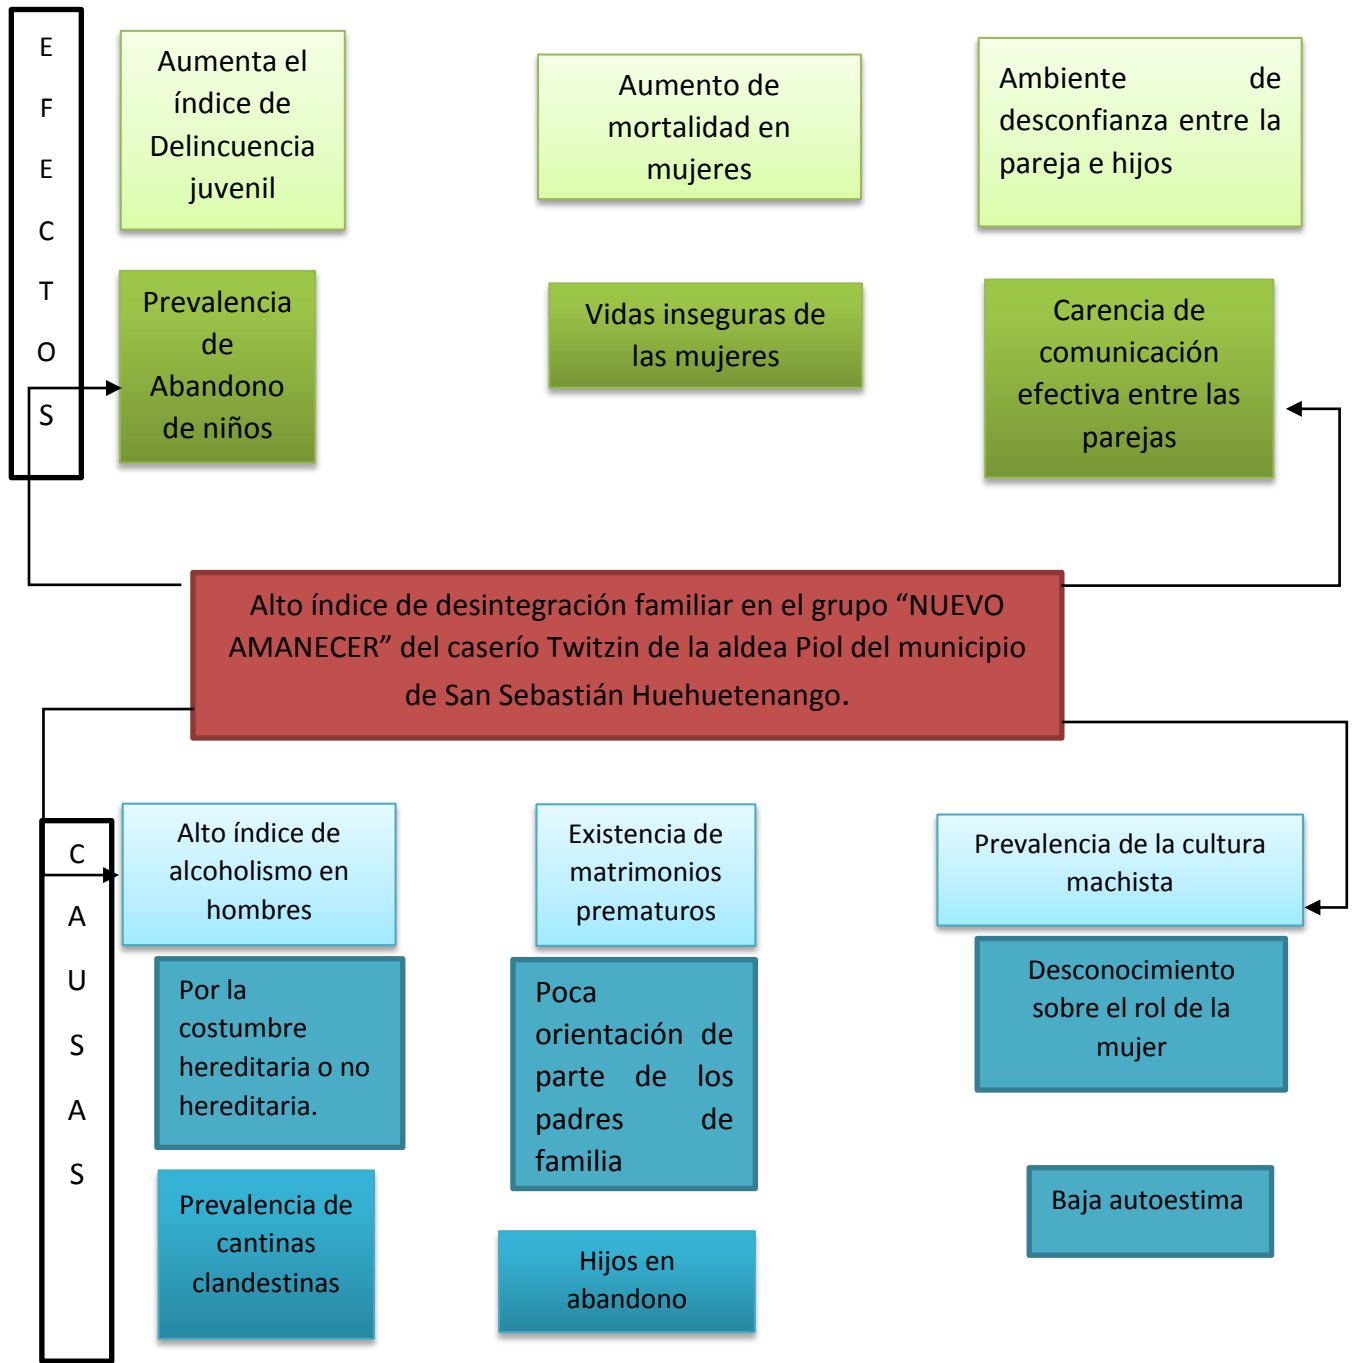 E
F
E
C
T
O
S
Aumenta el
índice de
Delincuencia
juvenil
Aumento de
mortalidad en
mujeres
Ambiente de
desconfianza entre la
pareja e hijos
Prevalencia
de
Abandono
de niños
Vidas inseguras de
las mujeres
Carencia de
comunicación
efectiva entre las
parejas
Alto índice de desintegración familiar en el grupo “NUEVO
AMANECER” del caserío Twitzin de la aldea Piol del municipio
de San Sebastián Huehuetenango.
C
A
U
S
A
S
Alto índice de
alcoholismo en
hombres
Existencia de
matrimonios
prematuros
Prevalencia de la cultura
machista
Por la
costumbre
hereditaria o no
hereditaria.
Poca
orientación de
parte de los
padres de
familia
Desconocimiento
sobre el rol de la
mujer
Prevalencia de
cantinas
clandestinas
Hijos en
abandono
Baja autoestima